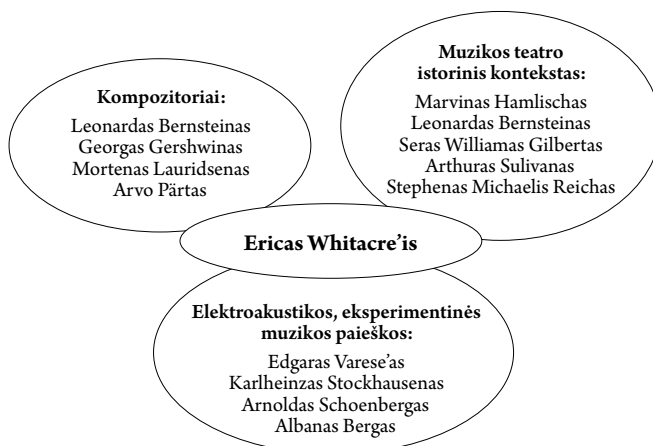 Kompozitoriai:
Leonardas Bernsteinas
Georgas Gershwinas
Mortenas Lauridsenas
Arvo Pärtas
Muzikos teatro
istorinis kontekstas:
Marvinas Hamlischas
Leonardas Bernsteinas
Seras Williamas Gilbertas
Arthuras Sulivanas
Stephenas Michaelis Reichas
Ericas Whitacre’is
Elektroakustikos, eksperimentinės
muzikos paieškos:
Edgaras Varese’as
Karlheinzas Stockhausenas
Arnoldas Schoenbergas
Albanas Bergas